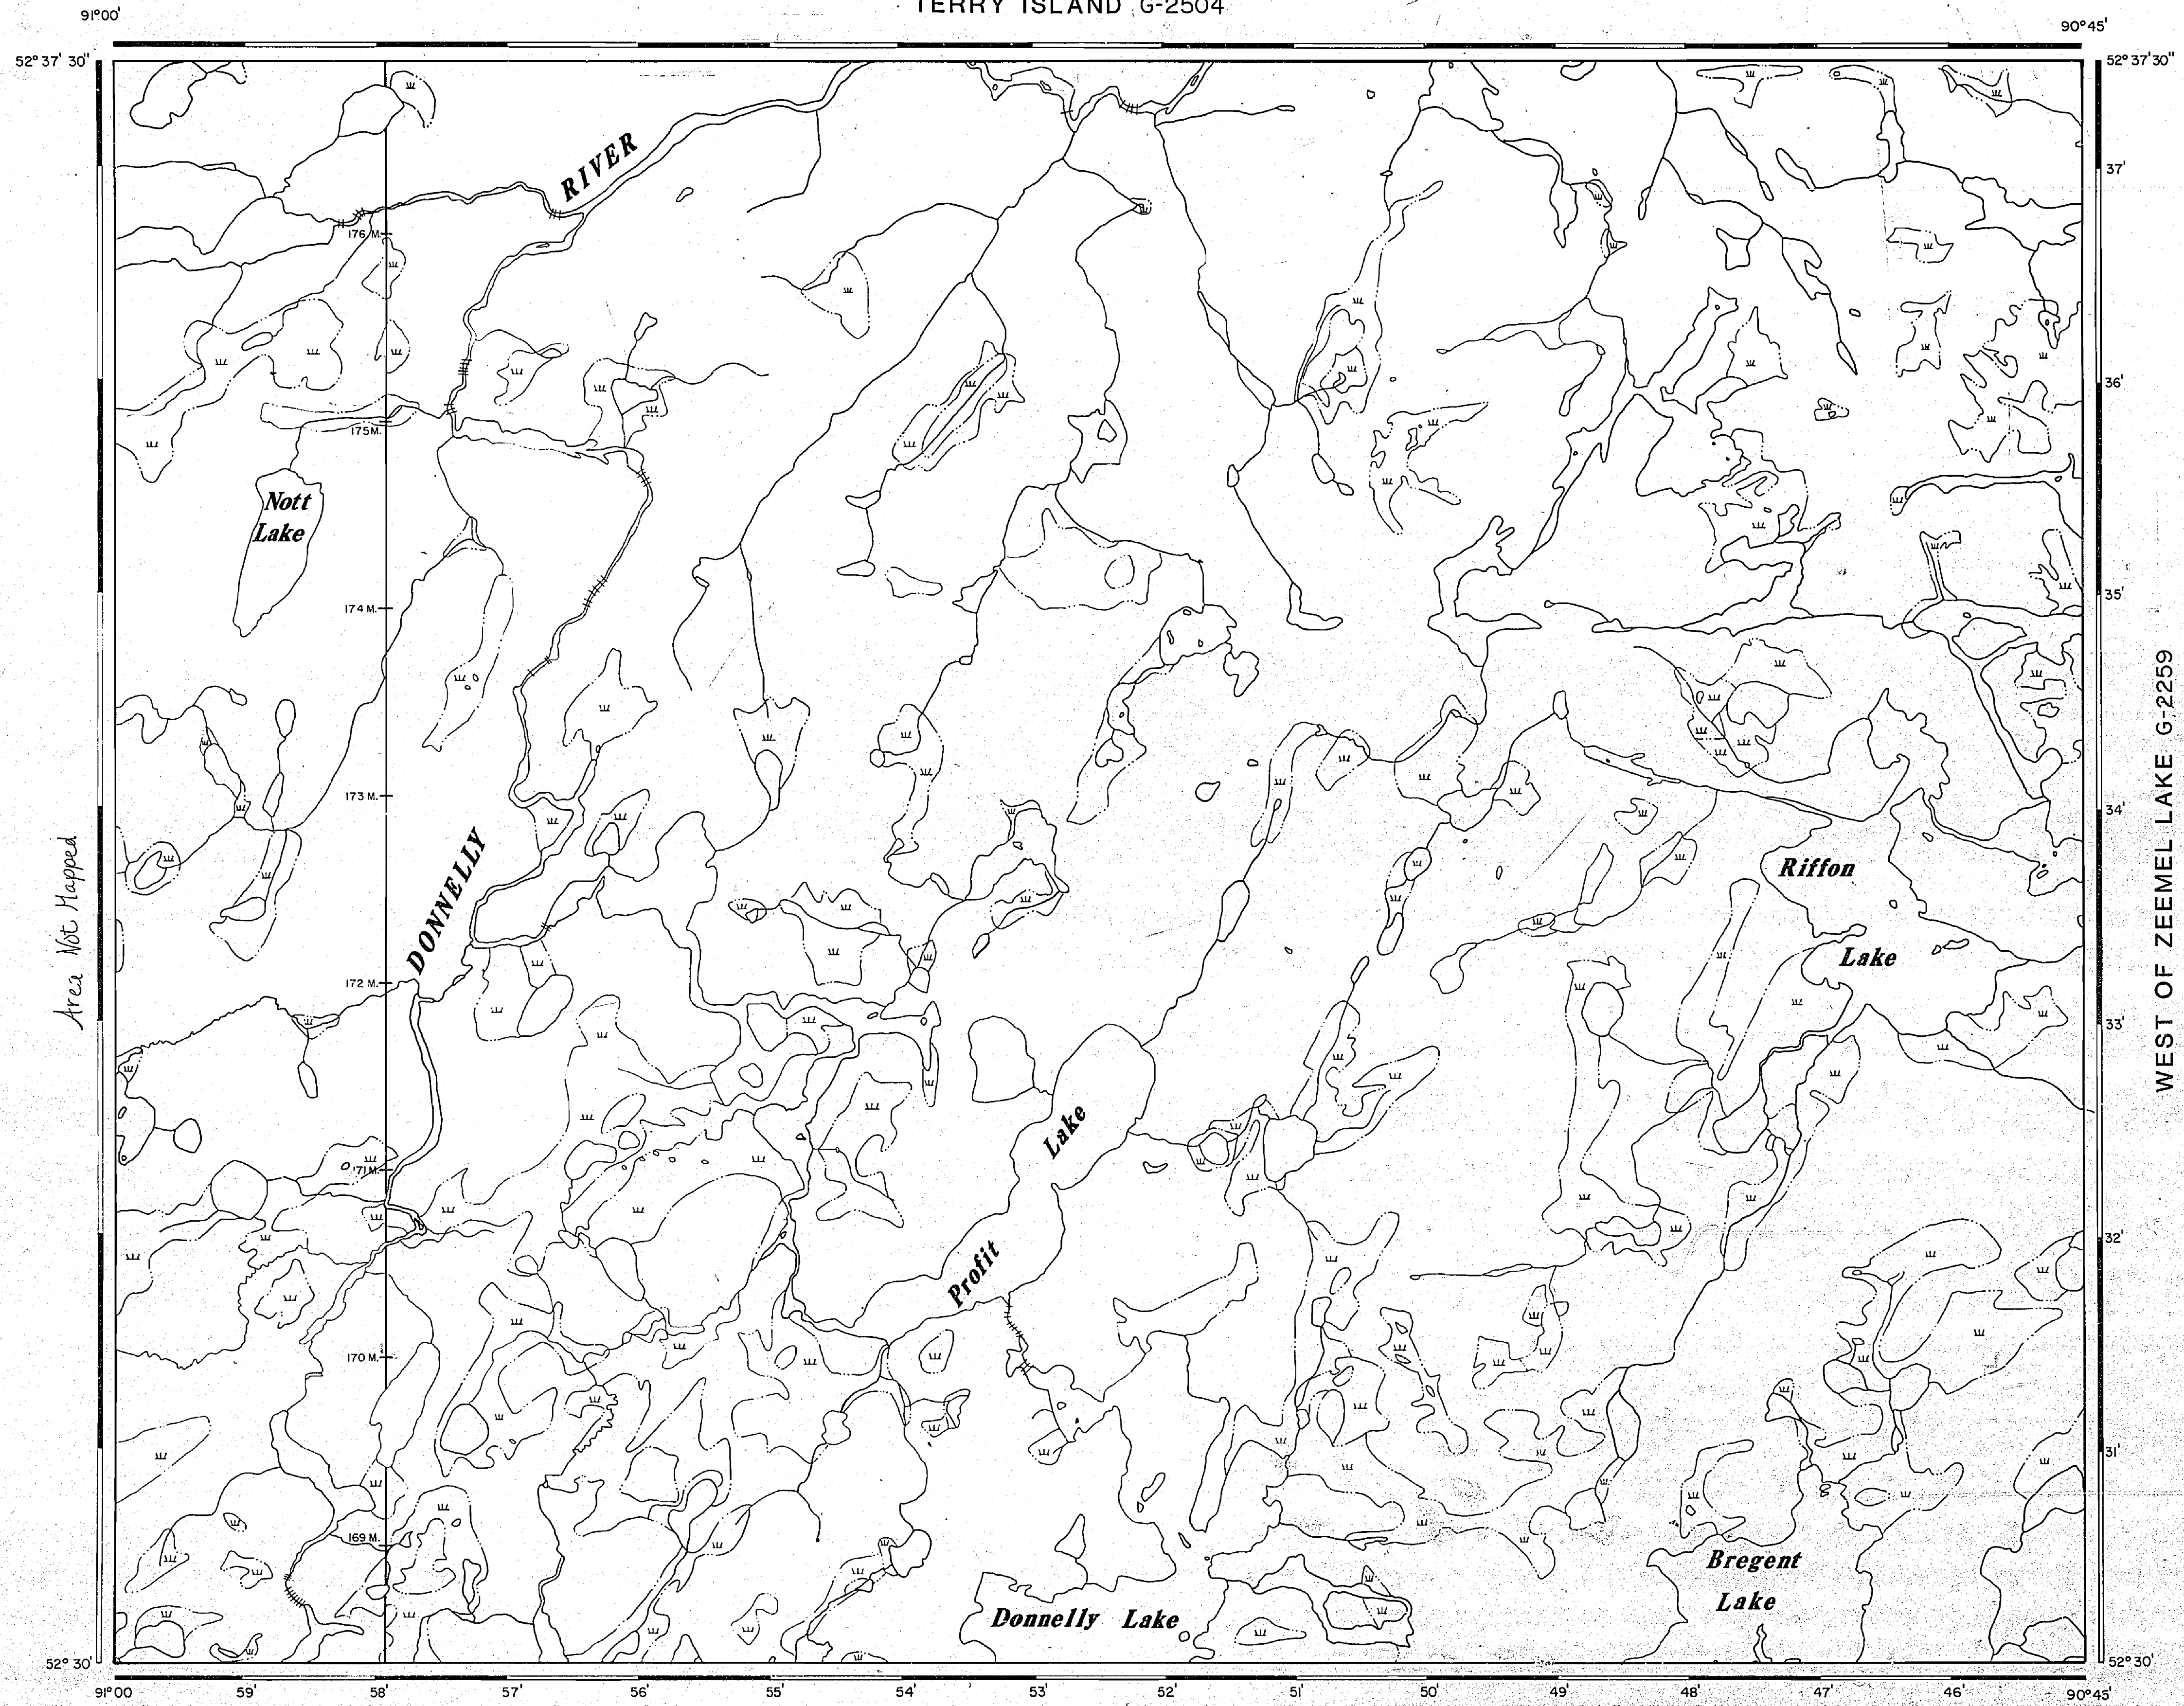 TERRY ISLAND G-2504
91°00'
90°45'
52° 37' 30"
52° 37' 30"
RIVER
37'
176 M.
36'
175 M.
Nott
Lake
174 M.
35'
WEST OF ZEEMEL LAKE G-2259
173 M.
34'
Area Not Mapped
DONNELLY
Riffon
Lake
172 M.
33'
Lake
171 M.
32'
Profit
170 M.
31'
169 M.
Bregent
Lake
Donnelly Lake
52° 30'
52° 30'
91°00
59'
58'
57'
56'
55'
54'
53'
52'
51'
50'
49'
48'
47'
46'
90°45'